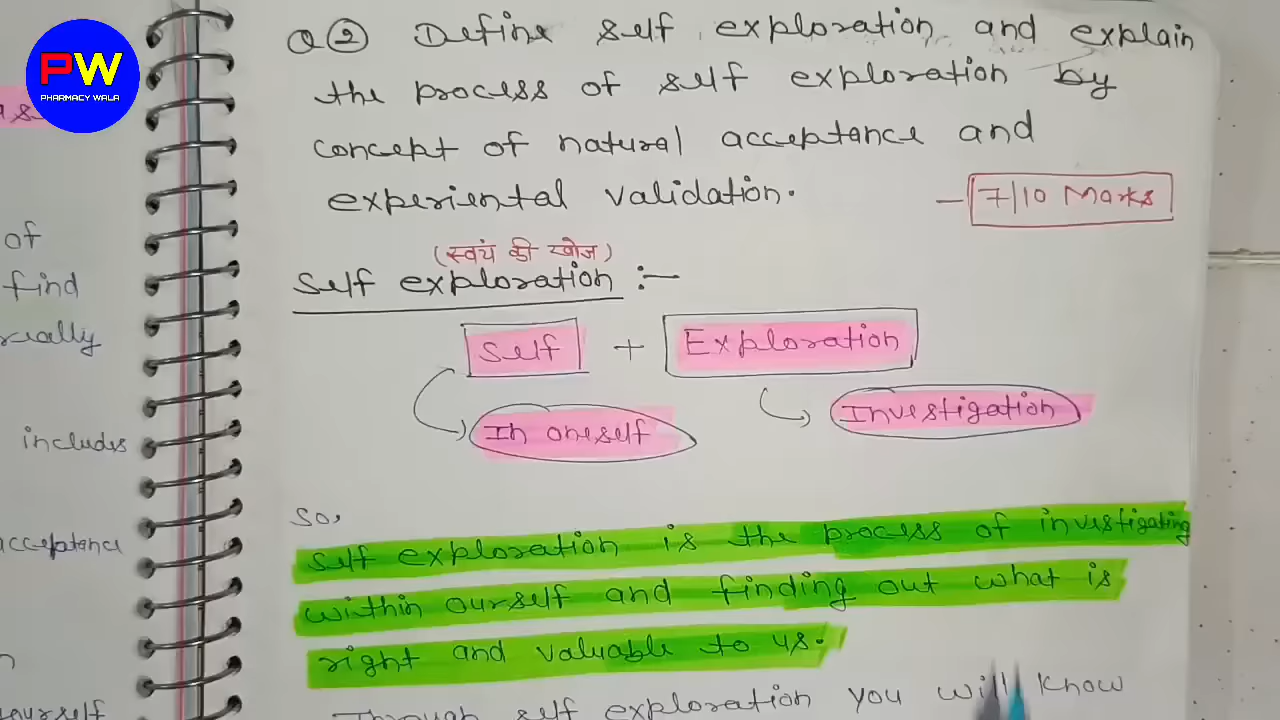 PW
PHARMACY WALA
of
find
includes
acceptance
yourself
Q② Define self exploration and explain
the process of self exploration by
concept of natural acceptance and
experiental validation.
— 7/10 Marks
(स्वयं की खोज)
Self exploration :-
Self + Exploration
In oneself
Investigation
So,
self exploration is the process of investigating
within ourself and finding out what is
right and valuable to us.
Through self exploration you will know